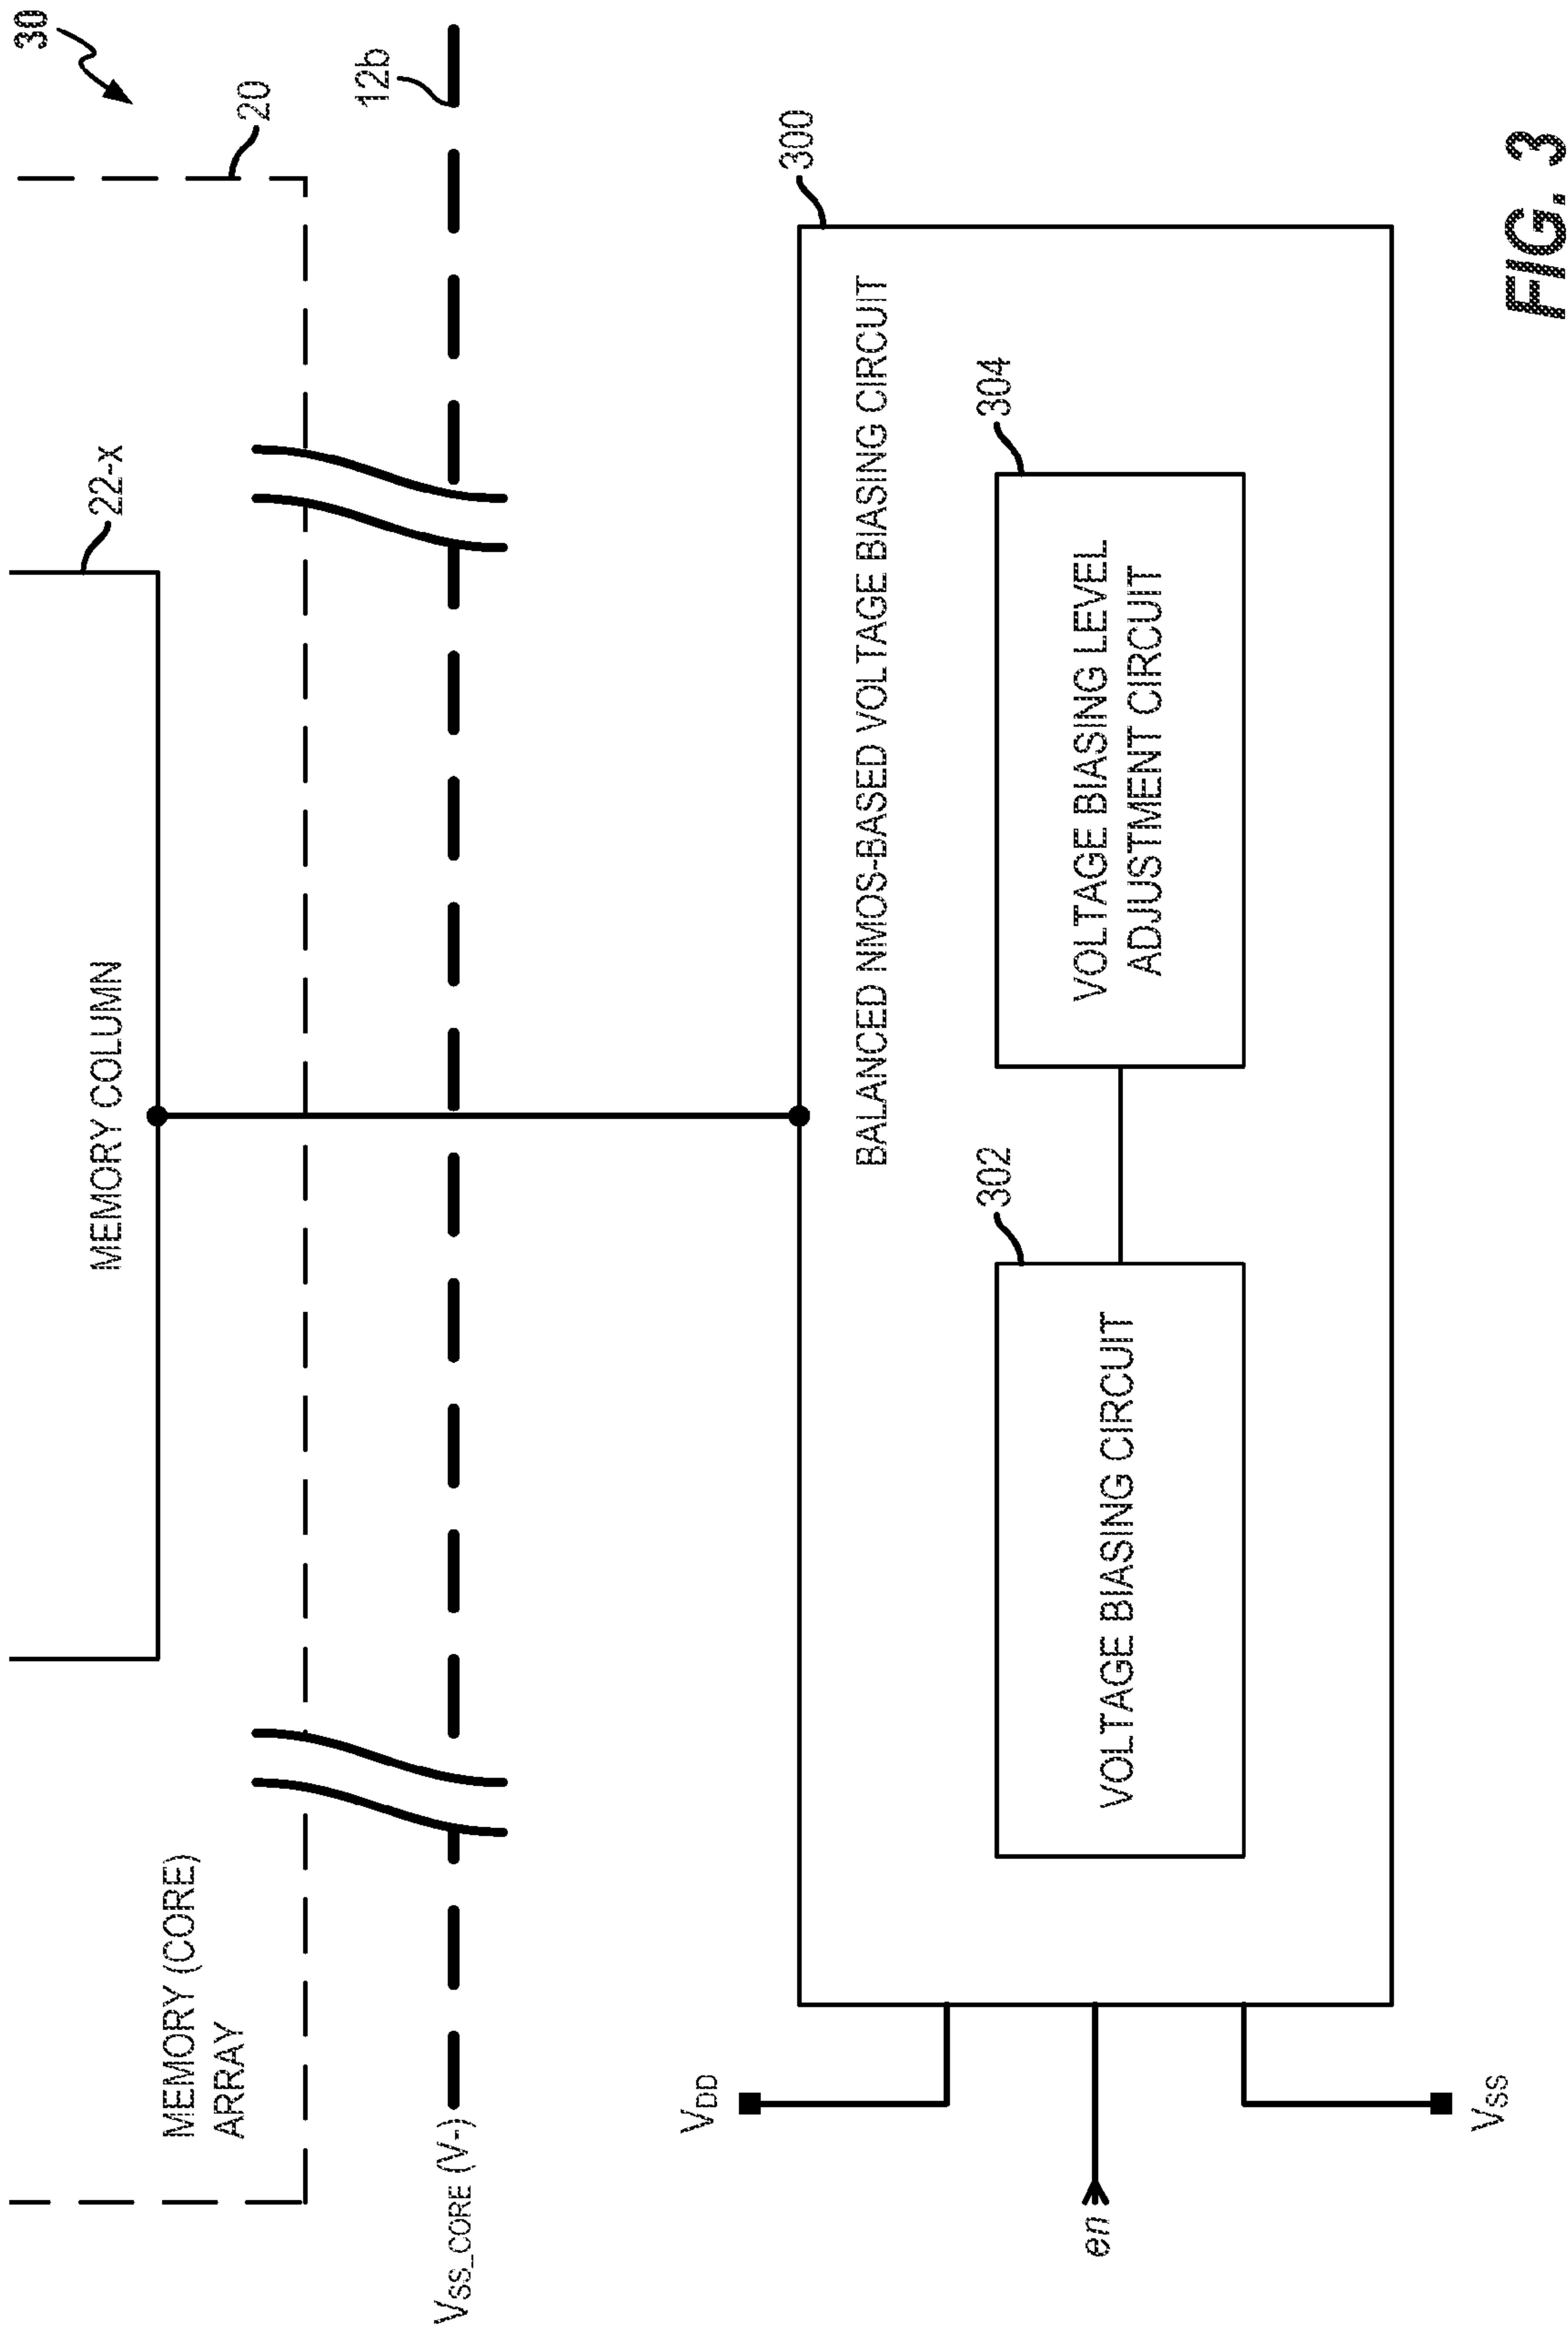 30
20
22-x
MEMORY COLUMN
MEMORY (CORE)
ARRAY
12b
VSS_CORE (V-)
300
BALANCED NMOS-BASED VOLTAGE BIASING CIRCUIT
VDD
302
304
VOLTAGE BIASING CIRCUIT
VOLTAGE BIASING LEVEL
ADJUSTMENT CIRCUIT
en
VSS
FIG. 3